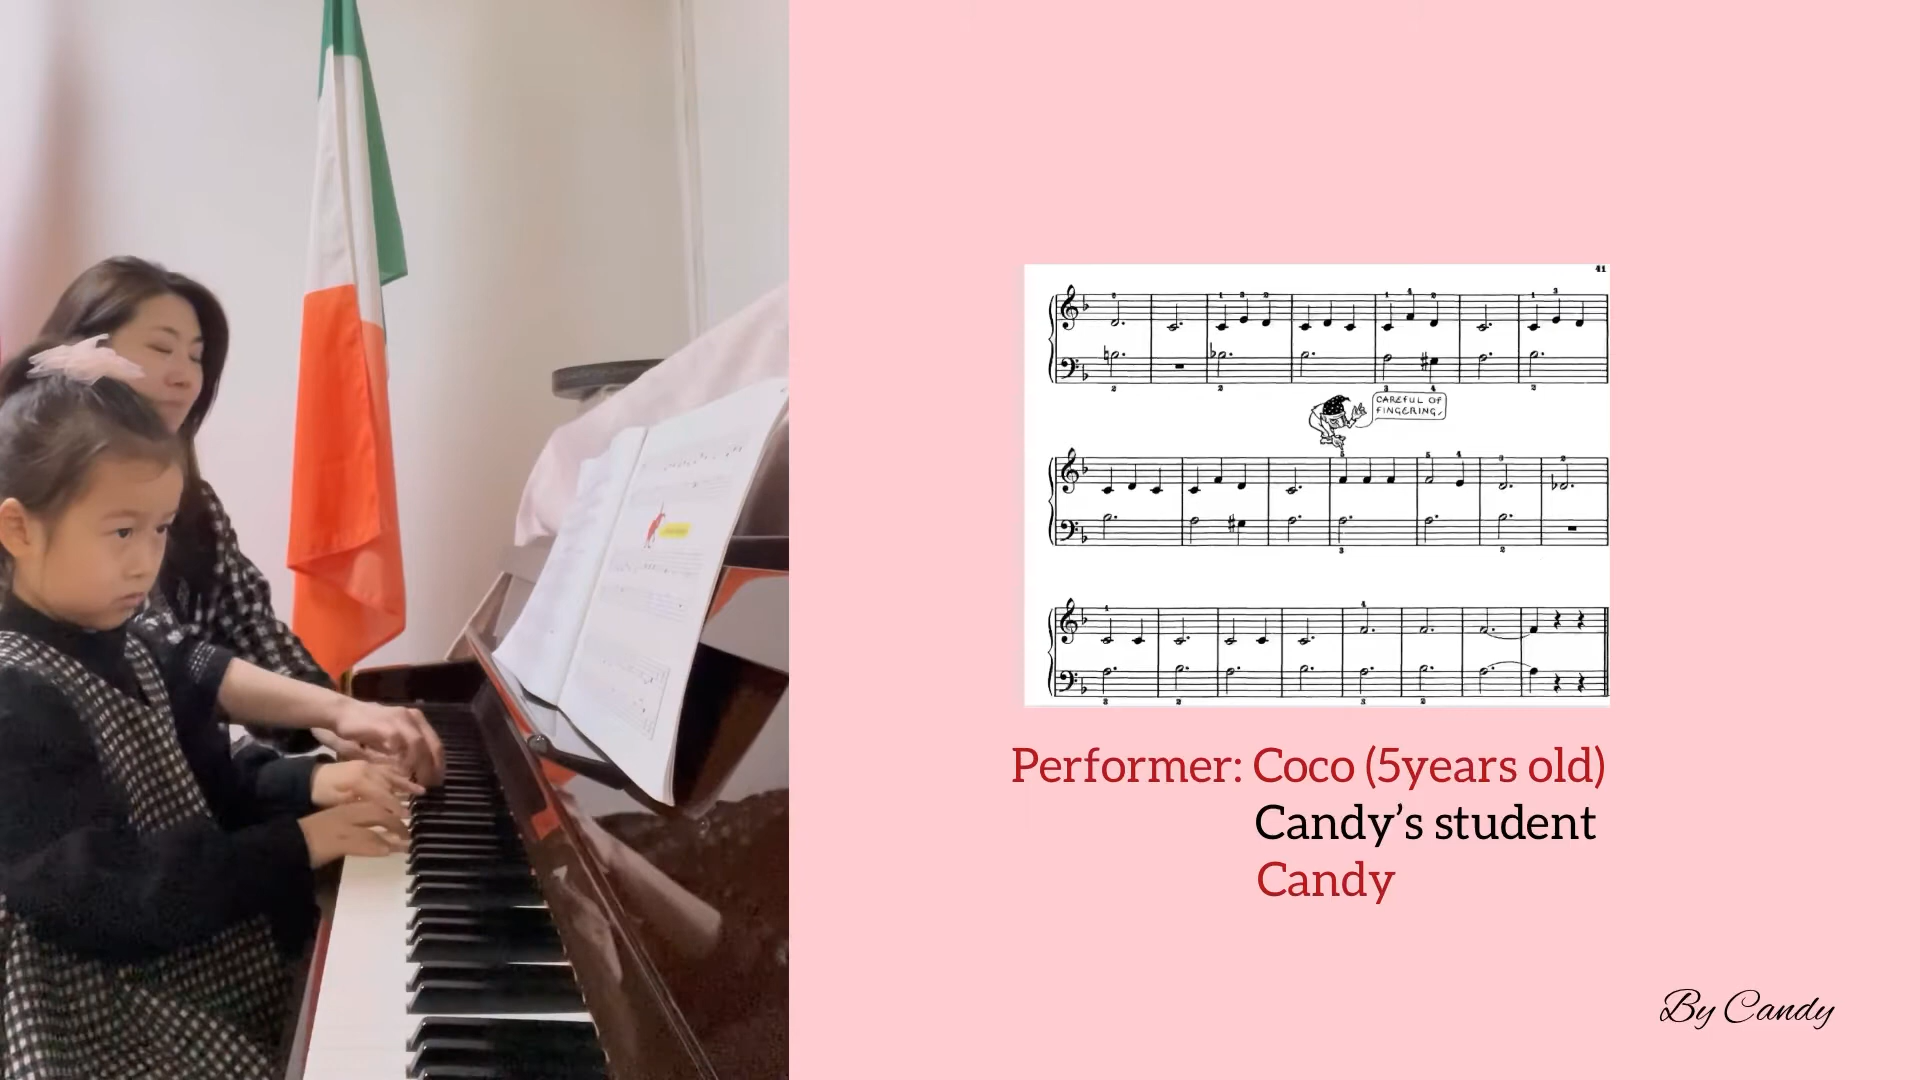 41
CAREFUL OF
FINGERING,
Performer: Coco (5years old)
Candy's student
Candy
By Candy